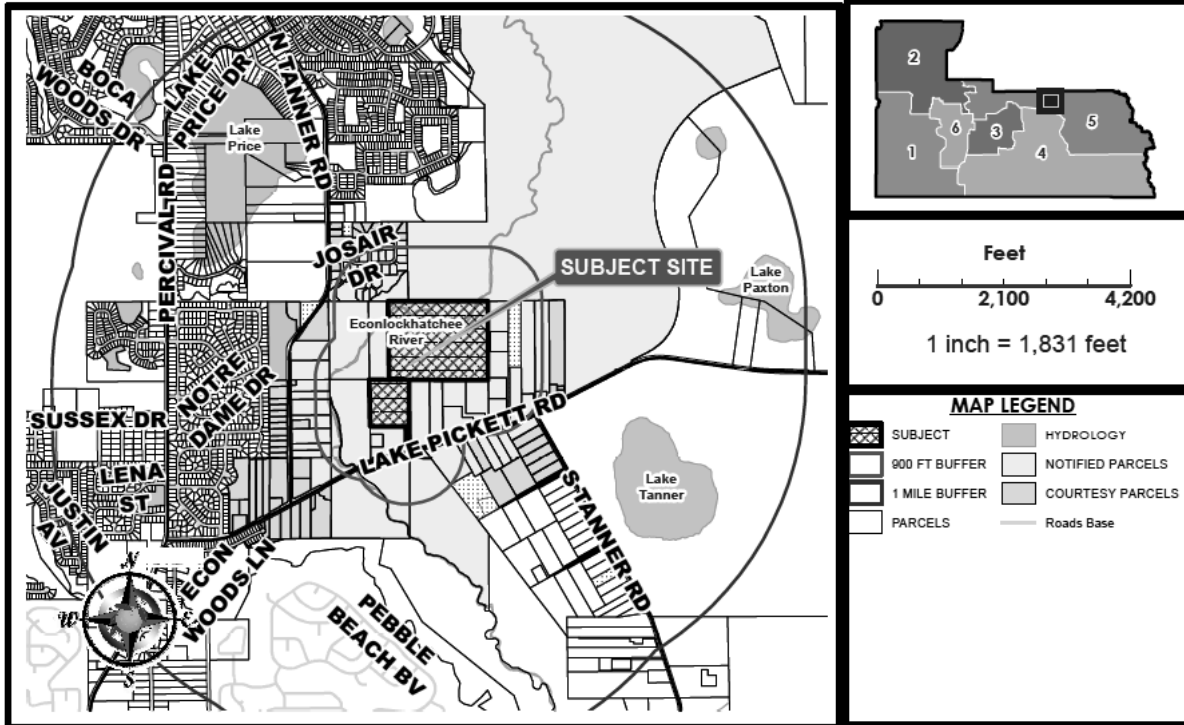 BOCA
WOODS DR
LAKE
PRICE DR
N TANNER RD
Lake
Price
PERCIVAL RD
JOSAIR
DR
SUBJECT SITE
Lake
Paxton
Econlockhatchee
River
NOTRE
DAME DR
SUSSEX DR
LAKE PICKETT RD
LENA
ST
JUSTIN
AV
Lake
Tanner
S TANNER RD
ECON
WOODS LN
PEBBLE
BEACH BV
N
W
S
2
1
6
3
4
5
Feet
0 2,100 4,200
1 inch = 1,831 feet
MAP LEGEND
SUBJECT
HYDROLOGY
900 FT BUFFER
NOTIFIED PARCELS
1 MILE BUFFER
COURTESY PARCELS
PARCELS
Roads Base